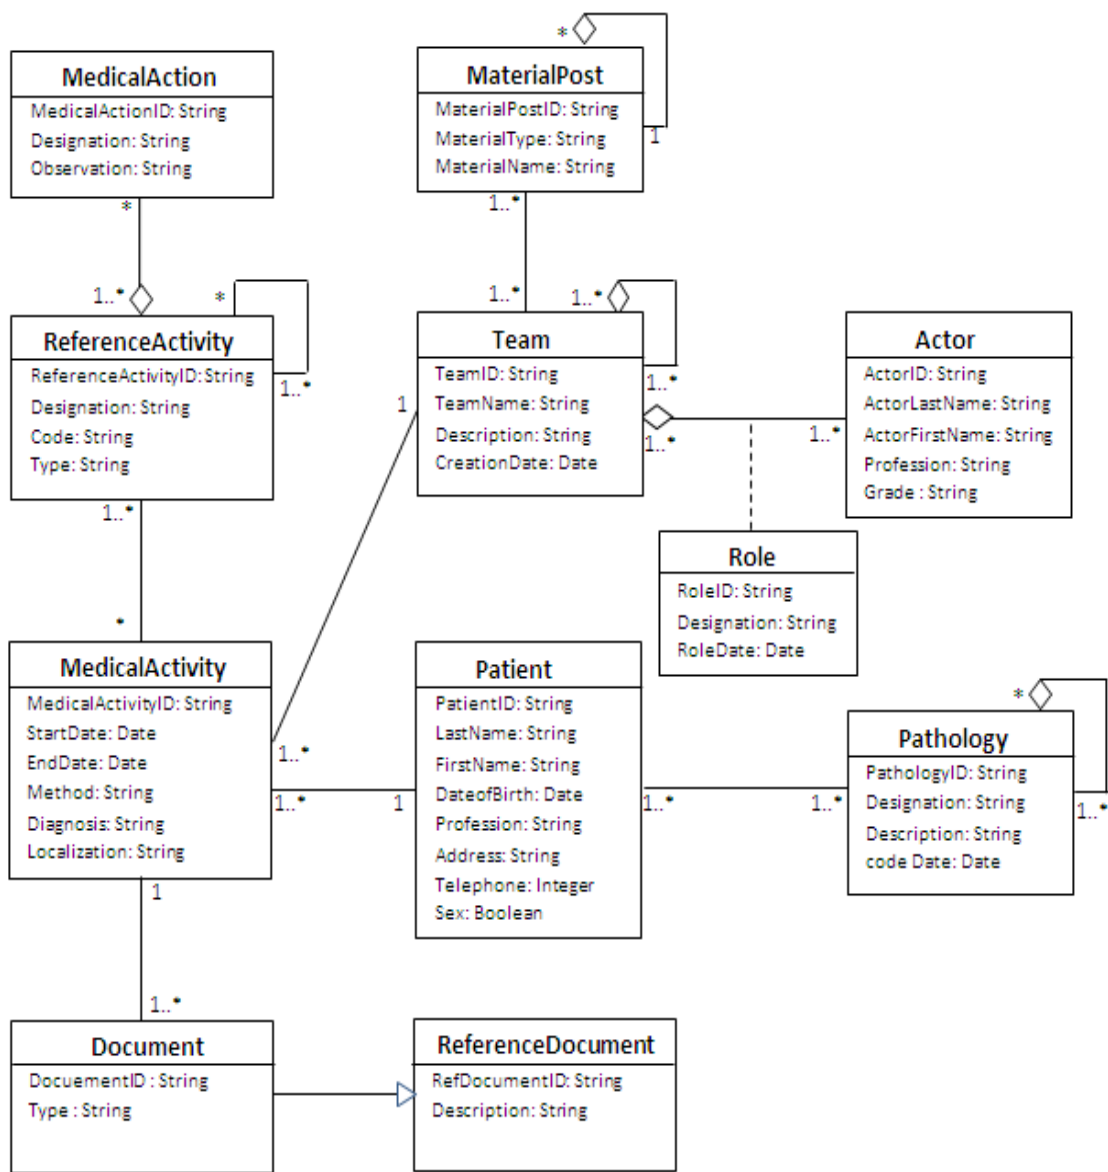 MedicalAction
MedicalActionID: String
Designation: String
Observation: String
*
1..*
*
ReferenceActivity
ReferenceActivityID: String
Designation: String
Code: String
Type: String
1..*
1..*
*
MaterialPost
MaterialPostID: String
MaterialType: String
MaterialName: String
*
1
1..*
1..*
1..*
Team
TeamID: String
TeamName: String
Description: String
CreationDate: Date
1..*
1..*
1..*
1
Actor
ActorID: String
ActorLastName: String
ActorFirstName: String
Profession: String
Grade : String
Role
RoleID: String
Designation: String
RoleDate: Date
MedicalActivity
MedicalActivityID: String
StartDate: Date
EndDate: Date
Method: String
Diagnosis: String
Localization: String
1..*
1..*
1
1
1..*
Patient
PatientID: String
LastName: String
FirstName: String
DateofBirth: Date
Profession: String
Address: String
Telephone: Integer
Sex: Boolean
1..*
1..*
*
Pathology
PathologyID: String
Designation: String
Description: String
code Date: Date
1..*
Document
DocuementID : String
Type : String
ReferenceDocument
RefDocumentID: String
Description: String